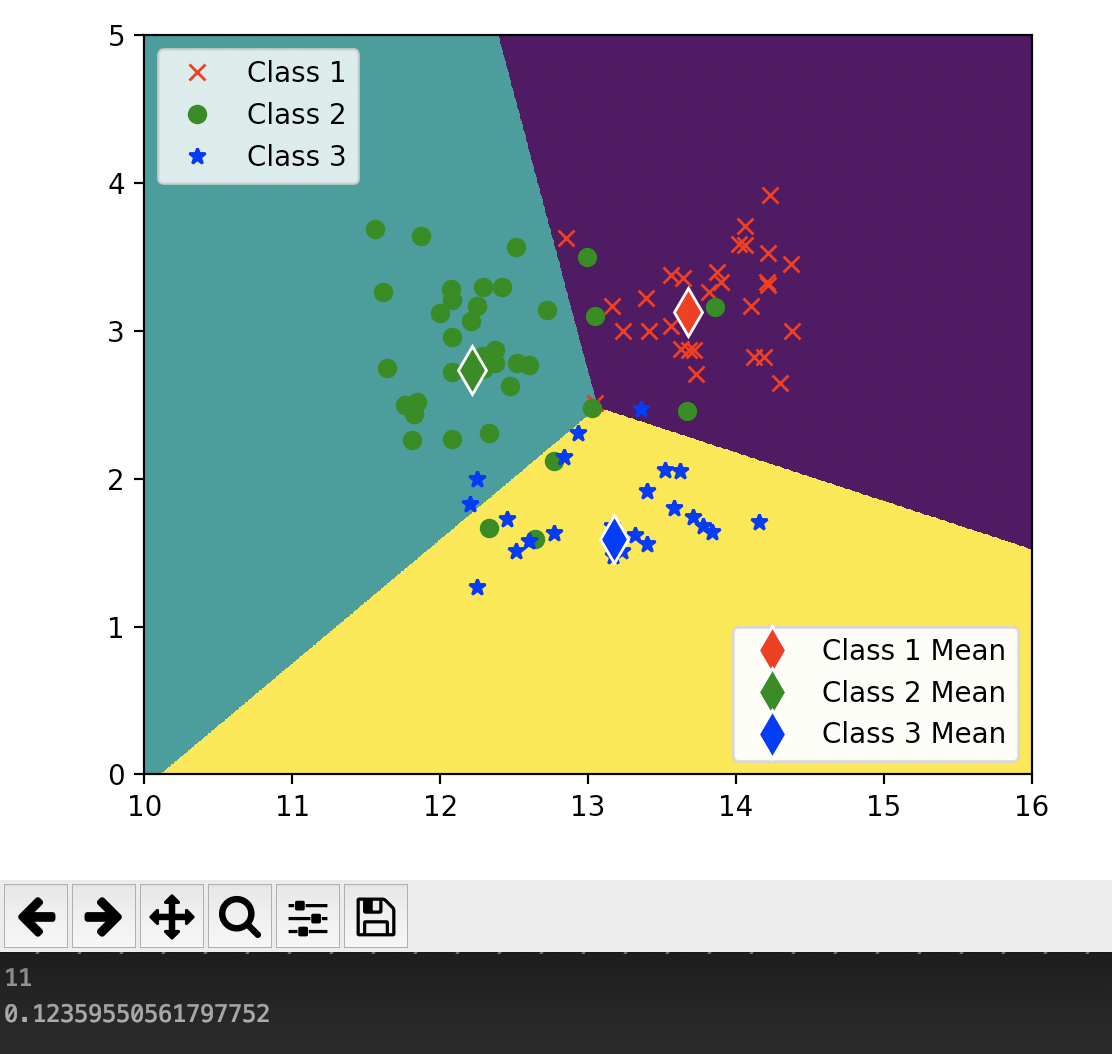 5
Class 1
Class 2
Class 3
4
3
2
1
Class 1 Mean
Class 2 Mean
Class 3 Mean
0
10 11 12 13 14 15 16
11
0.12359550561797752